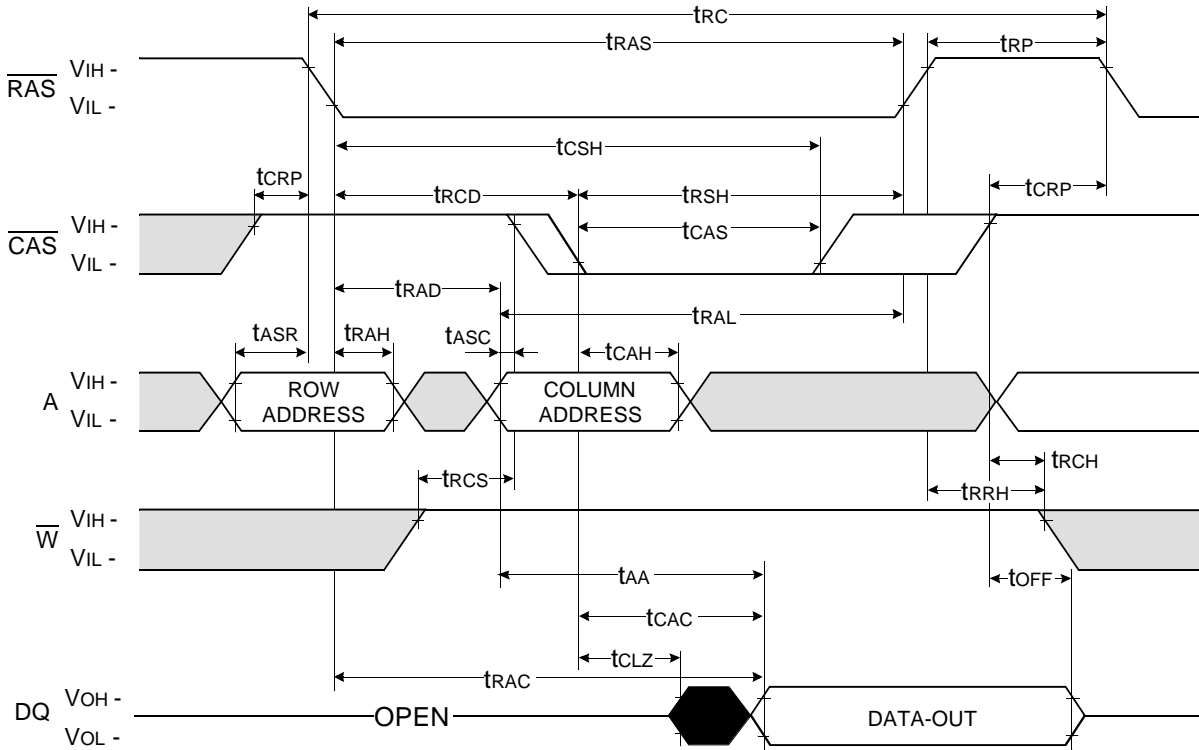 tRC
tRAS
tRP
RAS
VIH -
VIL -
tCSH
tCRP
tRCD
tRSH
tCRP
CAS
VIH -
VIL -
tCAS
tRAD
tRAL
tASR
tRAH
tASC
tCAH
A
VIH -
VIL -
ROW
ADDRESS
COLUMN
ADDRESS
tRCH
tRCS
tRRH
W
VIH -
VIL -
tAA
tOFF
tCAC
tCLZ
tRAC
DQ
VOH -
VOL -
OPEN
DATA-OUT